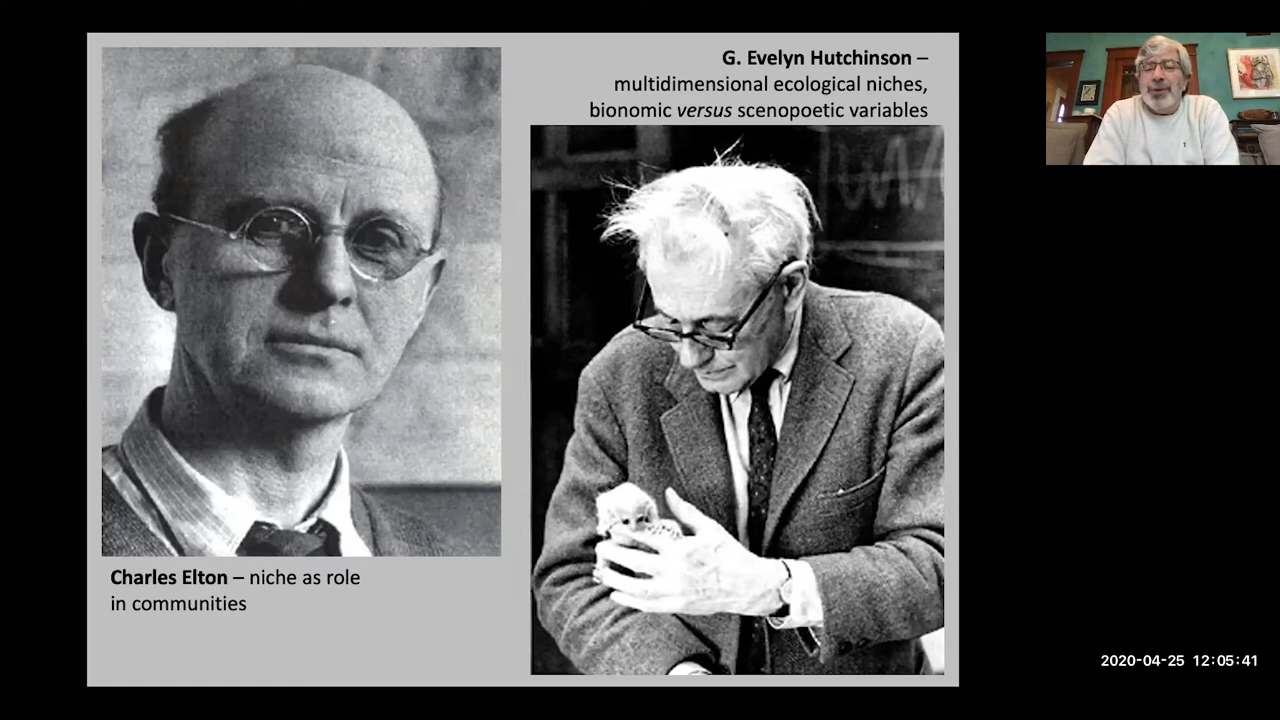 G. Evelyn Hutchinson –
multidimensional ecological niches,
bionomic versus scenopoetic variables
Charles Elton – niche as role
in communities
2020-04-25 12:05:41